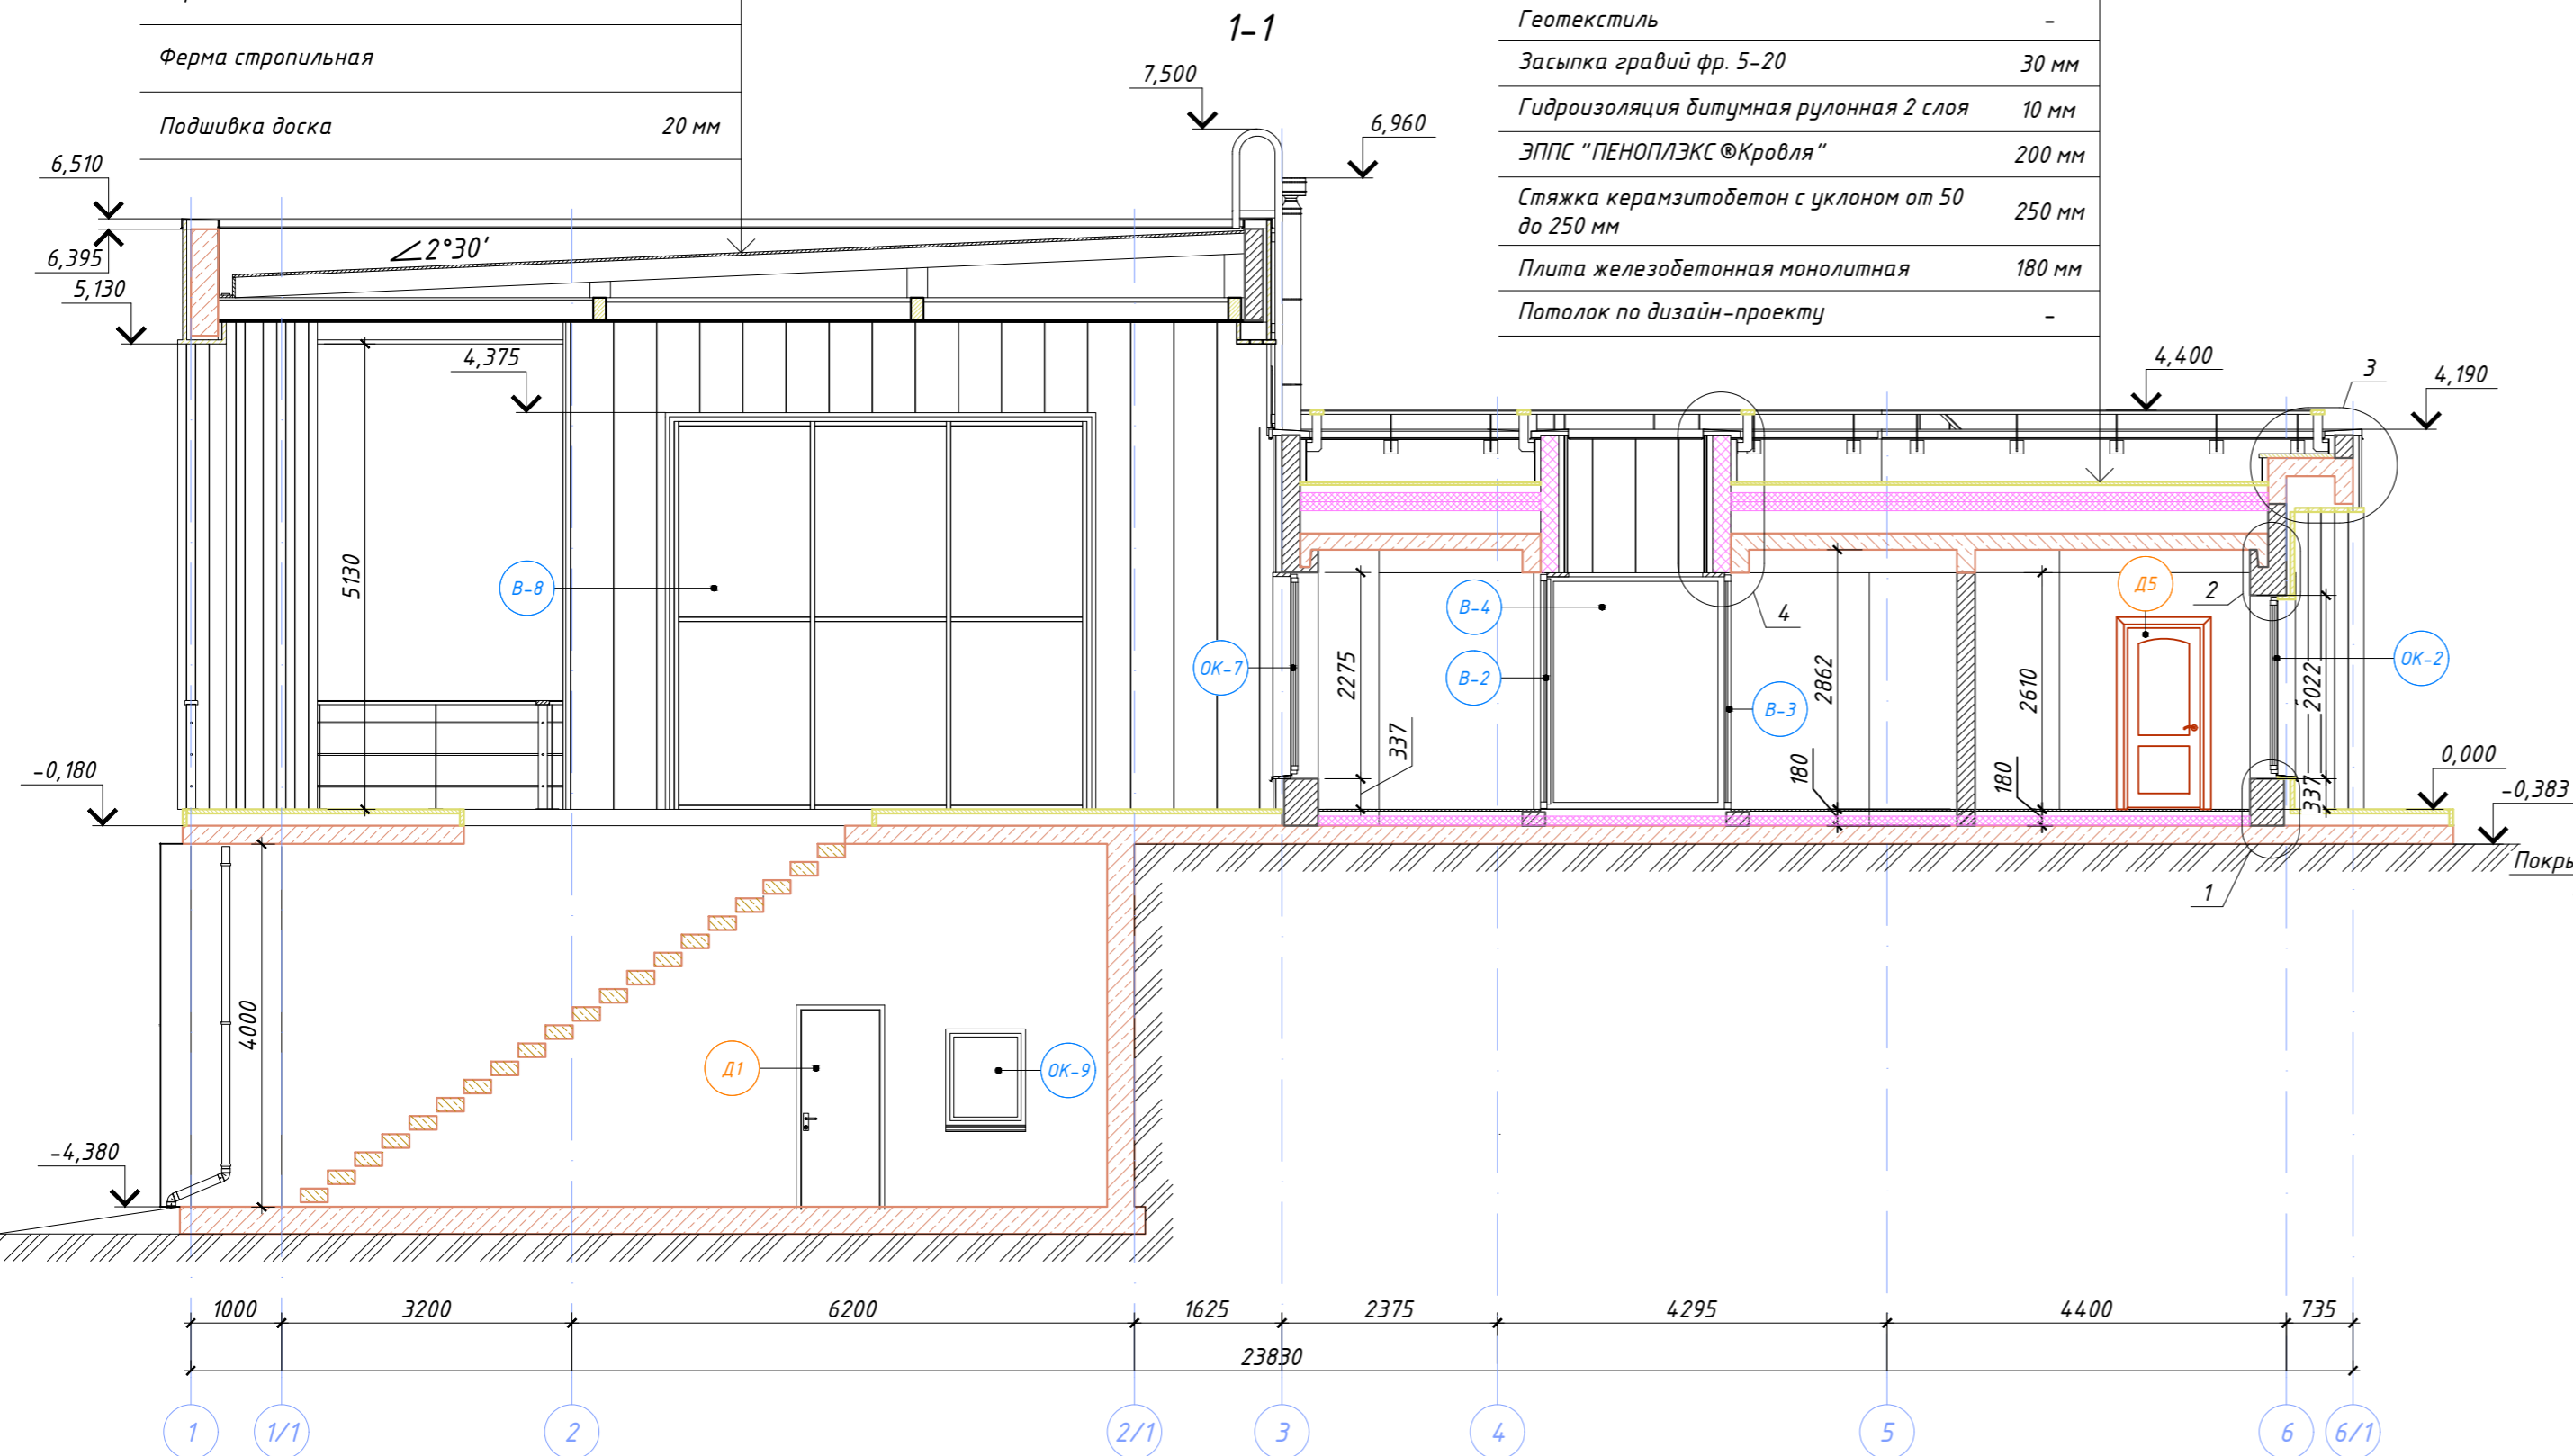 1-1
Ферма стропильная
Подшивка доска 20 мм
Геотекстиль -
Засыпка гравий фр. 5-20 30 мм
Гидроизоляция битумная рулонная 2 слоя 10 мм
ЭППС "ПЕНОПЛЭКС®Кровля" 200 мм
Стяжка керамзитобетон с уклоном от 50
до 250 мм 250 мм
Плита железобетонная монолитная 180 мм
Потолок по дизайн-проекту -
7,500
6,960
6,510
6,395
5,130
2°30'
4,375
4,400
3
4,190
5130
В-8
ОК-7
2275
337
В-4
В-2
4
В-3
2862
180
2610
180
Д5
2
2022
337
ОК-2
-0,180
0,000
-0,383
Покры
1
4000
Д1
ОК-9
-4,380
1000 3200 6200 1625 2375 4295 4400 735
23830
1 1/1 2 2/1 3 4 5 6 6/1